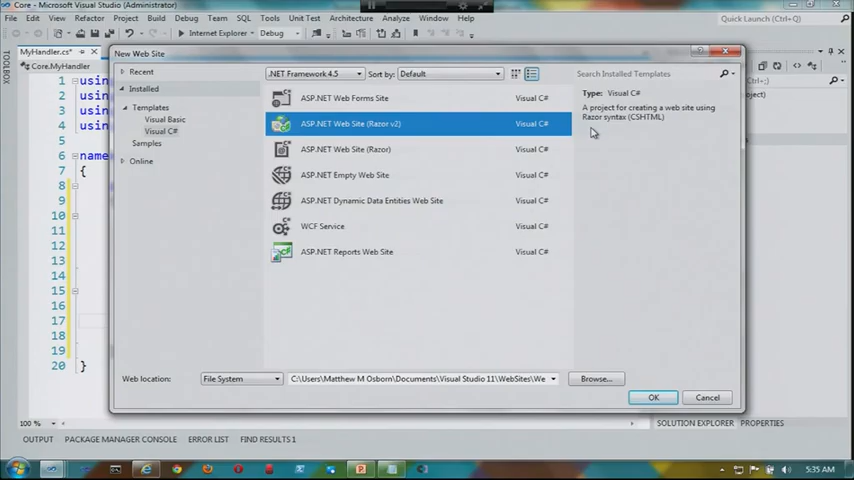 Core - Microsoft Visual Studio (Administrator)
Quick Launch (Ctrl+Q)
File Edit View Refactor Project Build Debug Team SQL Tools Unit Test Architecture Analyze Window Help
Internet Explorer Debug
MyHandler.cs*
Core.MyHandler
TOOLBOX
New Web Site
Recent
Installed
Templates
Visual Basic
Visual C#
Samples
Online
.NET Framework 4.5 Sort by: Default
Search Installed Templates
ASP.NET Web Forms Site Visual C#
ASP.NET Web Site (Razor v2) Visual C#
ASP.NET Web Site (Razor) Visual C#
ASP.NET Empty Web Site Visual C#
ASP.NET Dynamic Data Entities Web Site Visual C#
WCF Service Visual C#
ASP.NET Reports Web Site Visual C#
Type: Visual C#
A project for creating a web site using
Razor syntax (CSHTML)
Web location: File System C:\Users\Matthew M Osborn\Documents\Visual Studio 11\WebSites\We Browse...
OK Cancel
1 using
2 using
3 using
4 using
5
6 name
7 {
8
9
10
11
12
13
14
15
16
17
18
19
20 }
100 %
SOLUTION EXPLORER PROPERTIES
OUTPUT PACKAGE MANAGER CONSOLE ERROR LIST FIND RESULTS 1
5:35 AM